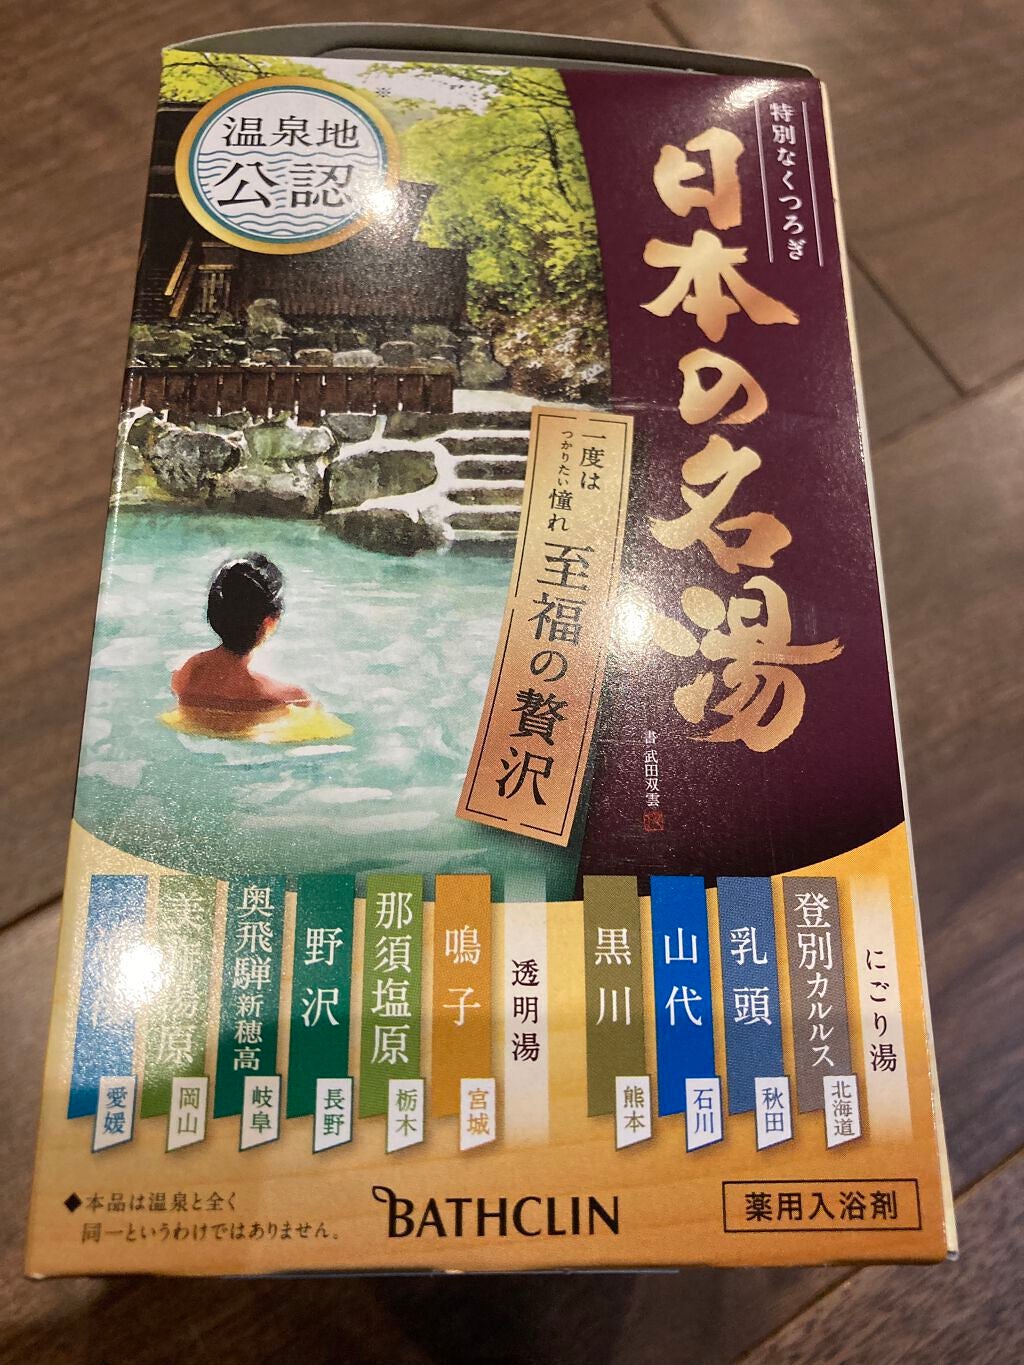 特別なくつろぎ
日本の名湯
書 武田双雲
※
温泉地
公認
一度は
つかりたい
憧れ
至福の贅沢
にごり湯
登別カルルス
北海道
乳頭
秋田
山代
石川
黒川
熊本
透明湯
鳴子
宮城
那須塩原
栃木
野沢
長野
奥飛騨新穂高
岐阜
湯原
岡山
愛媛
◆本品は温泉と全く
同一というわけではありません。
BATHCLIN
薬用入浴剤